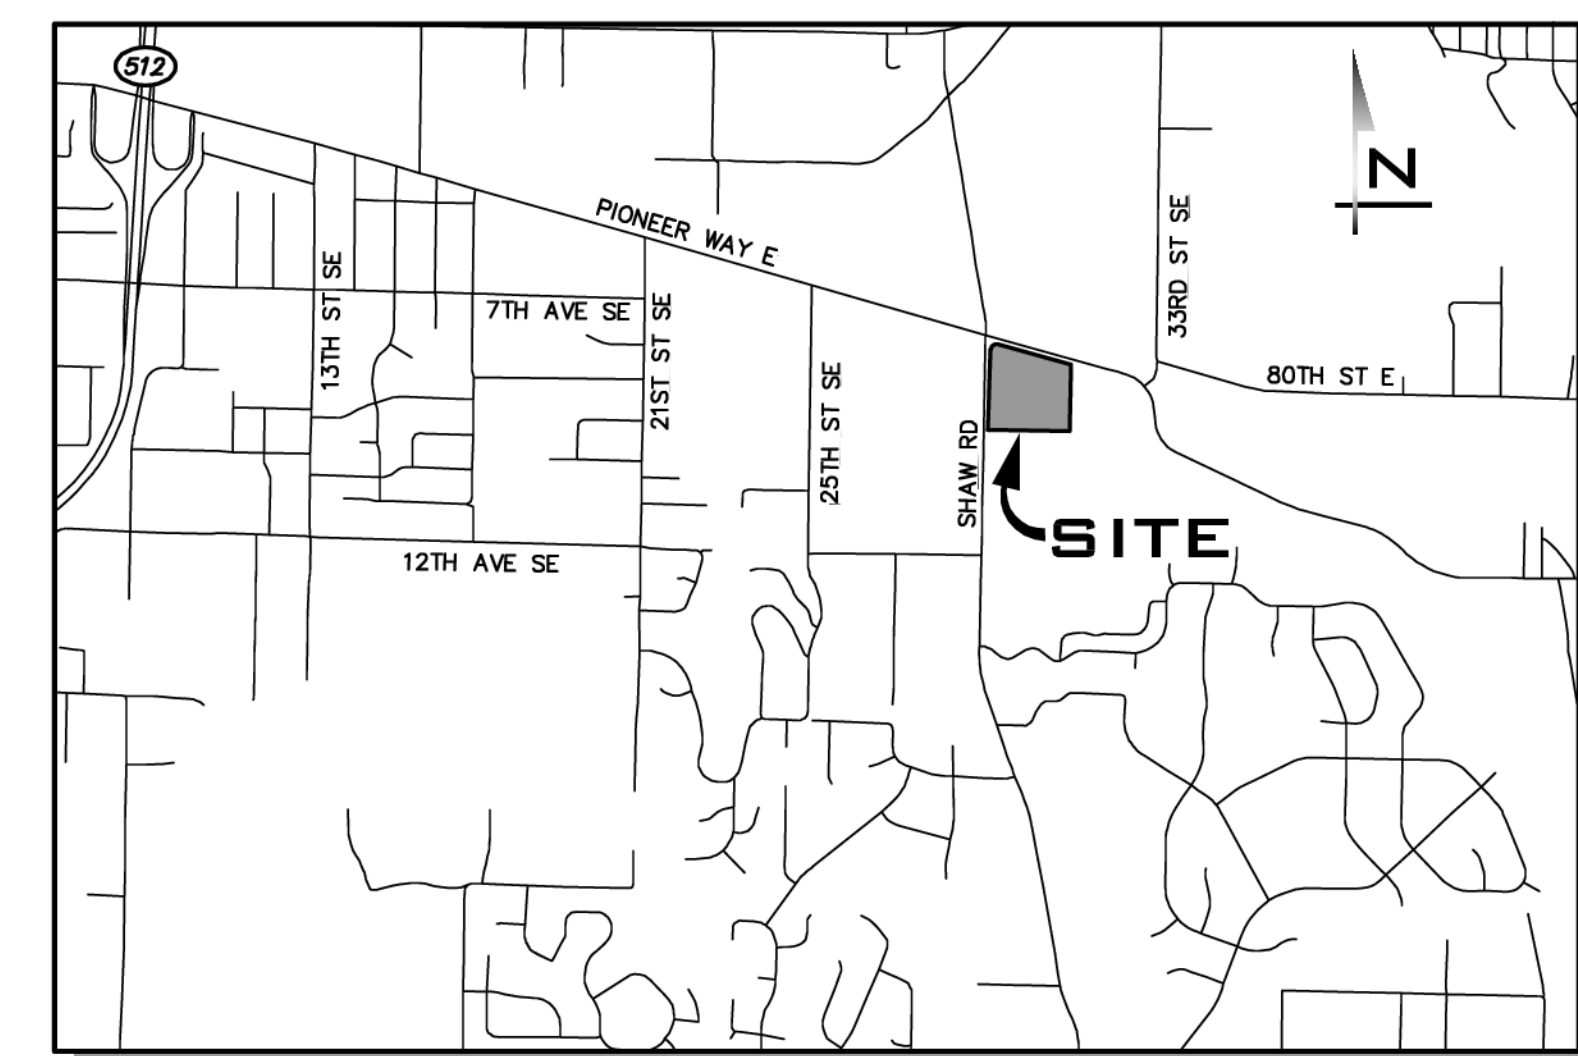 512
N
PIONEER WAY E
33RD ST SE
13TH ST SE
7TH AVE SE
21ST ST SE
25TH ST SE
80TH ST E
SHAW RD
SITE
12TH AVE SE